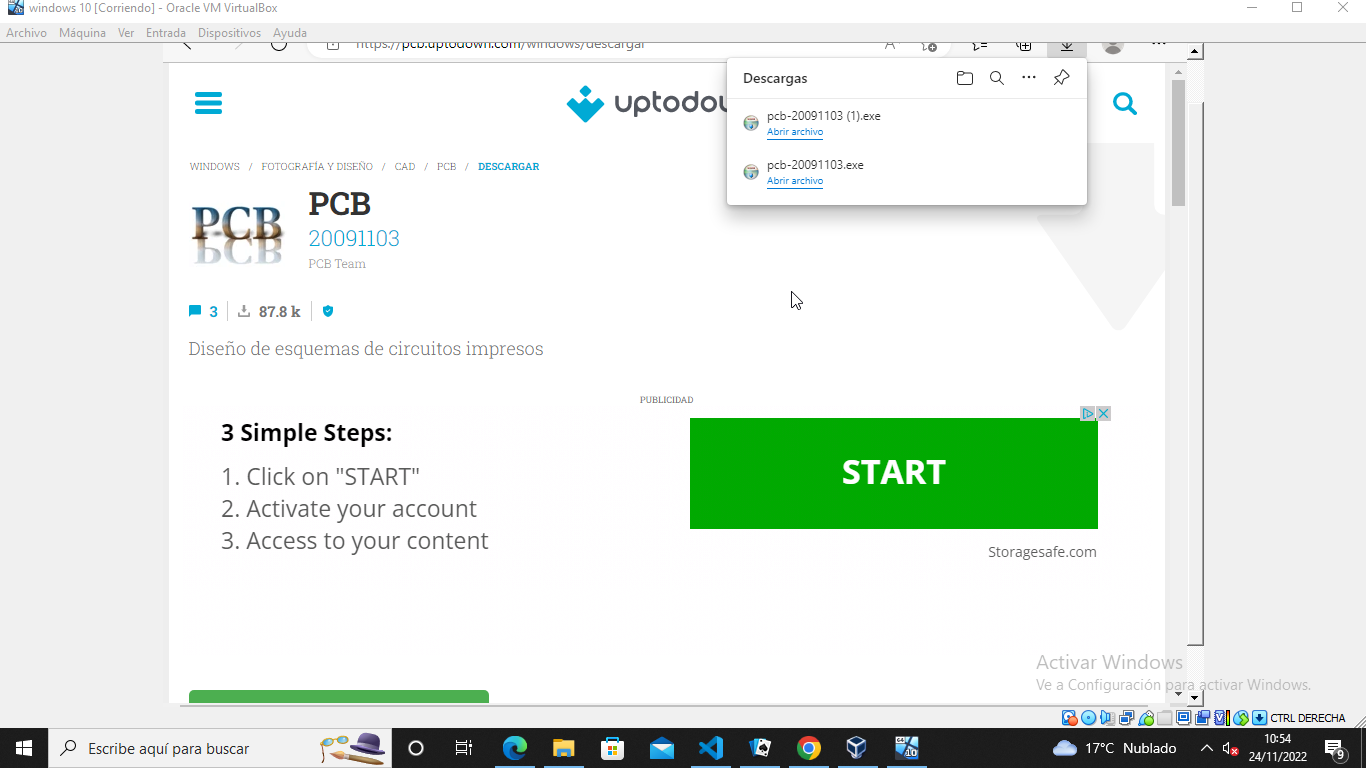 windows 10 [Corriendo] - Oracle VM VirtualBox
Archivo Máquina Ver Entrada Dispositivos Ayuda
https://pcb.uptodown.com/windows/descargar
Descargas
pcb-20091103 (1).exe
Abrir archivo
pcb-20091103.exe
Abrir archivo
uptodow
WINDOWS / FOTOGRAFÍA Y DISEÑO / CAD / PCB / DESCARGAR
PCB
PCB
20091103
PCB Team
3 87.8 k
Diseño de esquemas de circuitos impresos
PUBLICIDAD
3 Simple Steps:
1. Click on "START"
2. Activate your account
3. Access to your content
START
Storagesafe.com
Activar Windows
Ve a Configuración para activar Windows.
CTRL DERECHA
Escribe aquí para buscar
17°C Nublado
10:54
24/11/2022
9